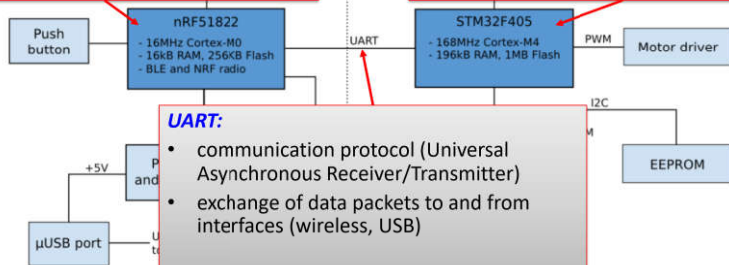 nRF51822
- 16MHz Cortex-M0
- 16kB RAM, 256KB Flash
- BLE and NRF radio
Push
button
UART
STM32F405
- 168MHz Cortex-M4
- 196kB RAM, 1MB Flash
PWM
Motor driver
I2C
EEPROM
UART:
• communication protocol (Universal
Asynchronous Receiver/Transmitter)
• exchange of data packets to and from
interfaces (wireless, USB)
+5V
P
and
µUSB port
U